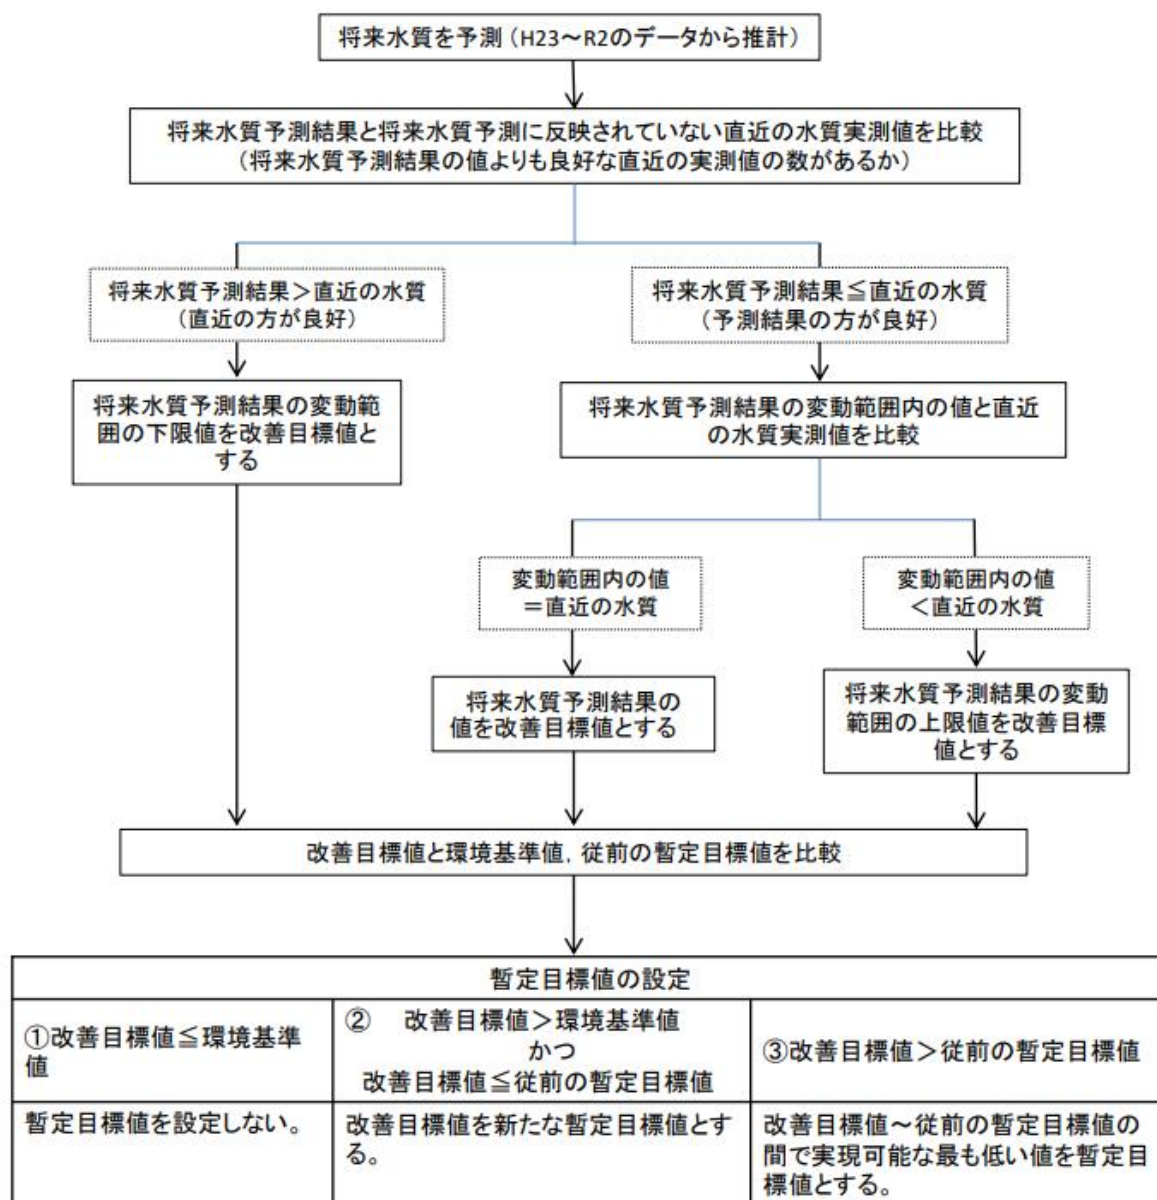 将来水質を予測（H23～R2のデータから推計）
将来水質予測結果と将来水質予測に反映されていない直近の水質実測値を比較
（将来水質予測結果の値よりも良好な直近の実測値の数があるか）
将来水質予測結果＞直近の水質
（直近の方が良好）
将来水質予測結果≦直近の水質
（予測結果の方が良好）
将来水質予測結果の変動範
囲の下限値を改善目標値と
する
将来水質予測結果の変動範囲内の値と直近
の水質実測値を比較
変動範囲内の値
＝直近の水質
変動範囲内の値
＜直近の水質
将来水質予測結果の
値を改善目標値とする
将来水質予測結果の変動
範囲の上限値を改善目標
値とする
改善目標値と環境基準値，従前の暫定目標値を比較
暫定目標値の設定
①改善目標値≦環境基準
値
② 改善目標値＞環境基準値
かつ
改善目標値≦従前の暫定目標値
③改善目標値＞従前の暫定目標値
暫定目標値を設定しない。
改善目標値を新たな暫定目標値とす
る。
改善目標値～従前の暫定目標値の
間で実現可能な最も低い値を暫定目
標値とする。